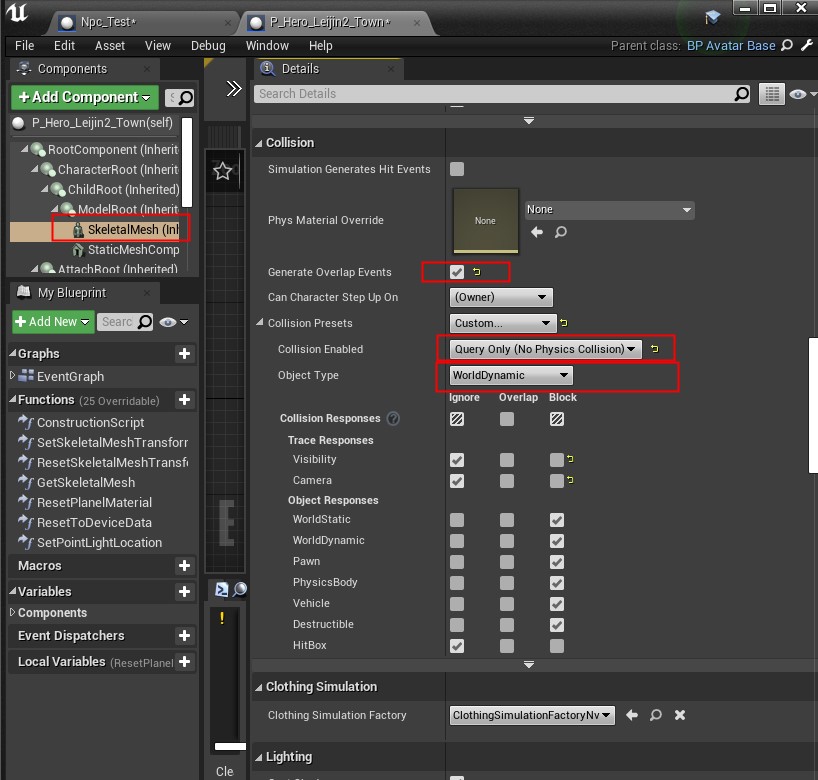 Npc_Test*
P_Hero_Leijin2_Town*
File Edit Asset View Debug Window Help
Parent class: BP Avatar Base
Components
+ Add Component
P_Hero_Leijin2_Town(self)
RootComponent (Inherit
CharacterRoot (Inherit
ChildRoot (Inherited)
ModelRoot (Inherit
SkeletalMesh (Inh
StaticMeshComp
AttachRoot (Inherited)
My Blueprint
+ Add New
Searc
Graphs
EventGraph
Functions (25 Overridable)
ConstructionScript
SetSkeletalMeshTransforr
ResetSkeletalMeshTransfo
GetSkeletalMesh
ResetPlanelMaterial
ResetToDeviceData
SetPointLightLocation
Macros
Variables
Components
Event Dispatchers
Local Variables (ResetPlanel
Cle
Details
Search Details
Collision
Simulation Generates Hit Events
Phys Material Override
None
None
Generate Overlap Events
Can Character Step Up On
(Owner)
Collision Presets
Custom...
Collision Enabled
Query Only (No Physics Collision)
Object Type
WorldDynamic
Ignore Overlap Block
Collision Responses
Trace Responses
Visibility
Camera
Object Responses
WorldStatic
WorldDynamic
Pawn
PhysicsBody
Vehicle
Destructible
HitBox
Clothing Simulation
Clothing Simulation Factory
ClothingSimulationFactoryNv
Lighting